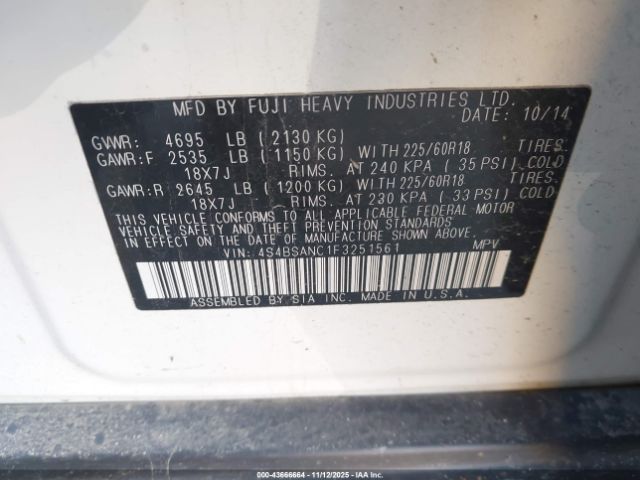 MFD BY FUJI HEAVY INDUSTRIES LTD.
DATE: 10/14
GVWR: 4695 LB (2130 KG)
GAWR:F 2535 LB (1150 KG) WITH 225/60R18 TIRES.
18X7J RIMS. AT 240 KPA (35 PSI) COLD
GAWR:R 2645 LB (1200 KG) WITH 225/60R18 TIRES.
18X7J RIMS. AT 230 KPA (33 PSI) COLD
THIS VEHICLE CONFORMS TO ALL APPLICABLE FEDERAL MOTOR
VEHICLE SAFETY AND THEFT PREVENTION STANDARDS
IN EFFECT ON THE DATE OF MANUFACTURE SHOWN ABOVE.
VIN: 4S4BSANC1F3251561 MPV
ASSEMBLED BY SIA INC. MADE IN U.S.A.
000-43666664 - 11/12/2025 - IAA Inc.